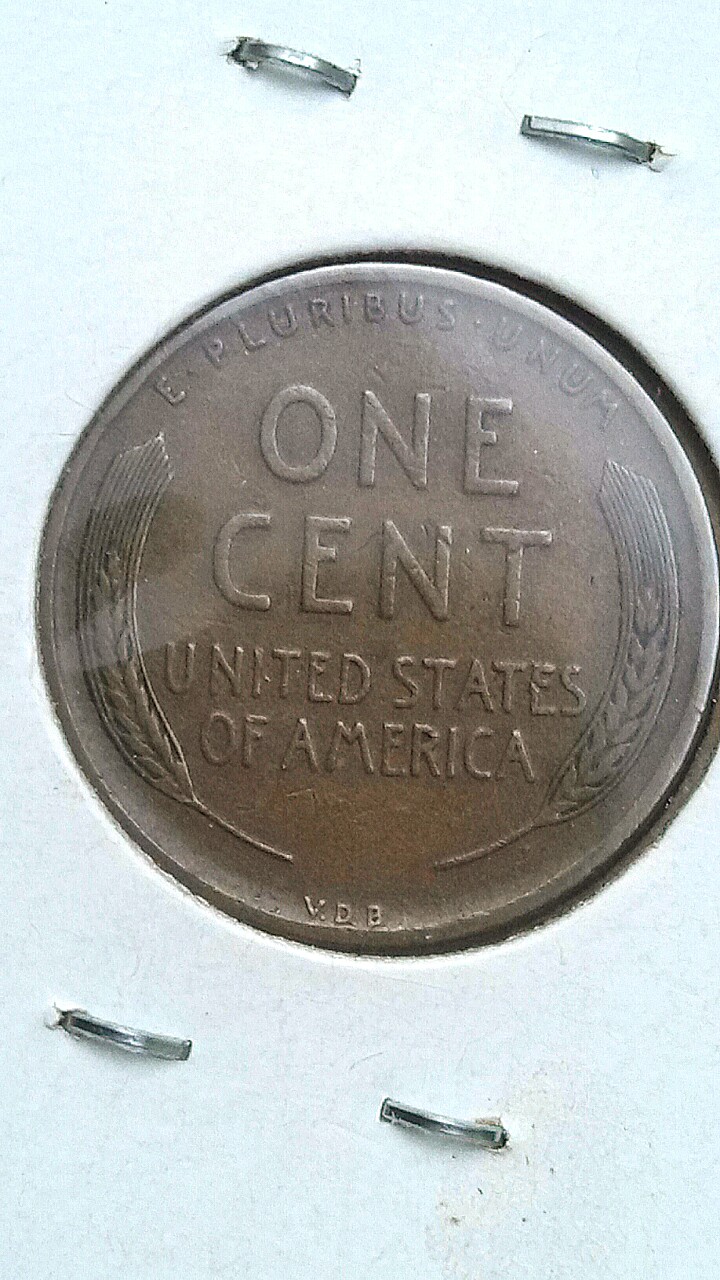 E · PLURIBUS · UNUM
ONE
CENT
UNITED STATES
OF AMERICA
V.D.B.